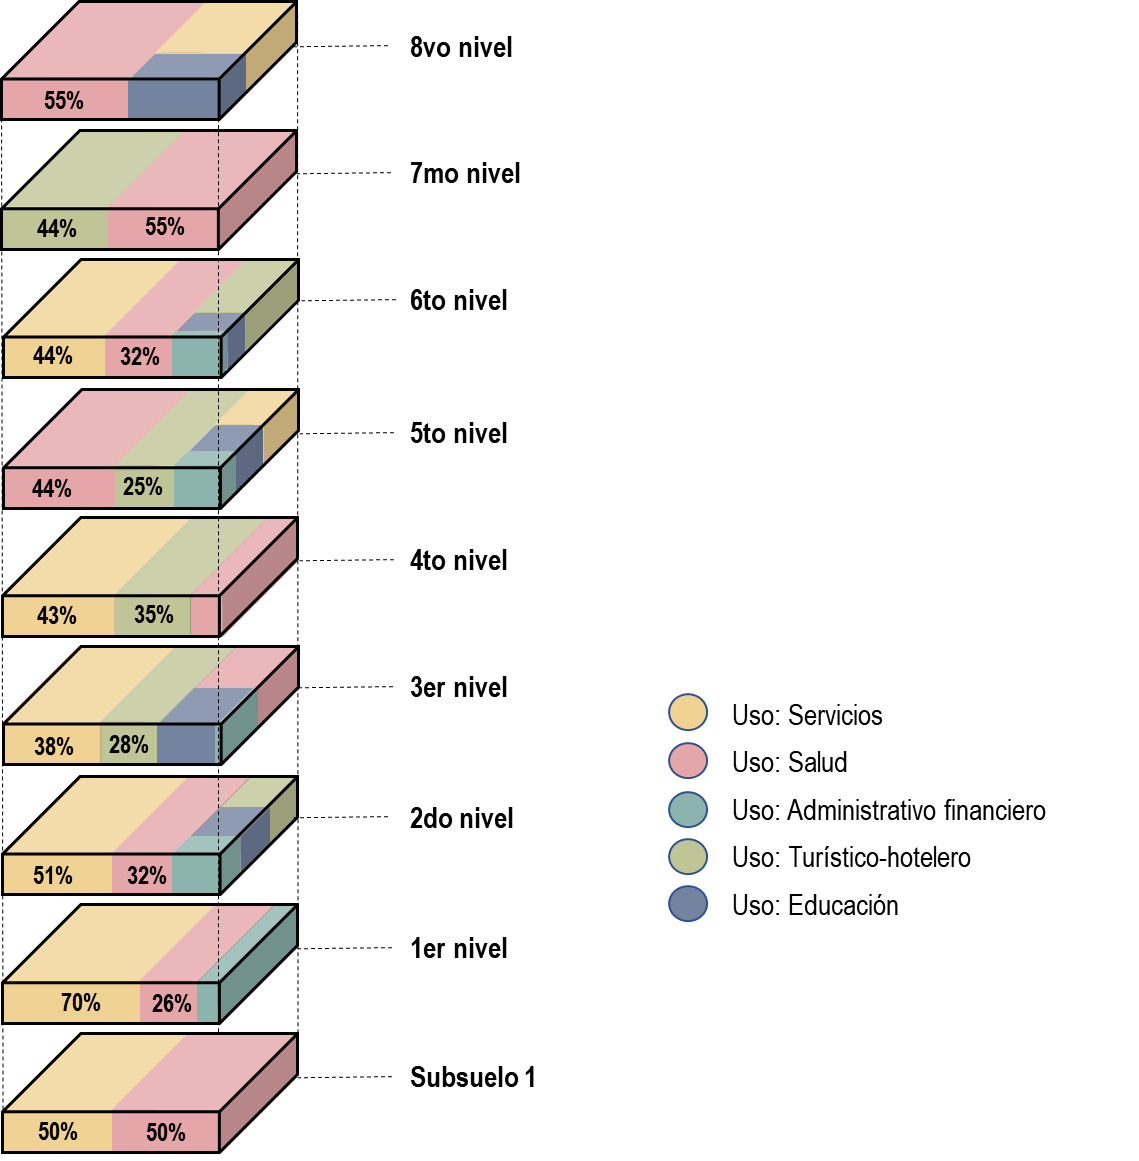 8vo nivel
55%
7mo nivel
44% 55%
6to nivel
44% 32%
5to nivel
44% 25%
4to nivel
43% 35%
3er nivel
38% 28%
2do nivel
51% 32%
1er nivel
70% 26%
Subsuelo 1
50% 50%
Uso: Servicios
Uso: Salud
Uso: Administrativo financiero
Uso: Turístico-hotelero
Uso: Educación